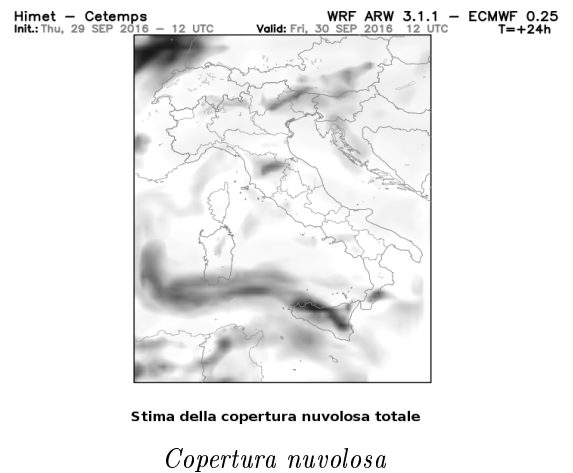 Himet – Cetemps WRF ARW 3.1.1 – ECMWF 0.25
Init.: Thu, 29 SEP 2016 – 12 UTC Valid: Fri, 30 SEP 2016 12 UTC T=+24h
Stima della copertura nuvolosa totale
Copertura nuvolosa